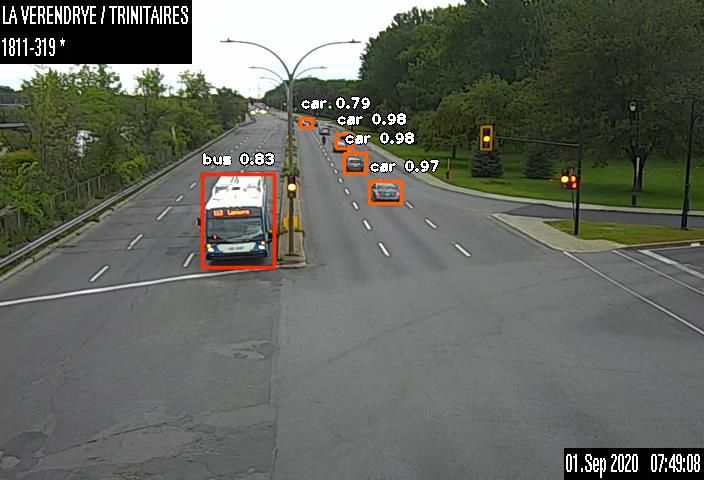 LA VERENDRYE / TRINITAIRES
1811-319 *
car 0.79
car 0.98
car 0.98
bus 0.83
car 0.97
01.Sep 2020 07:49:08